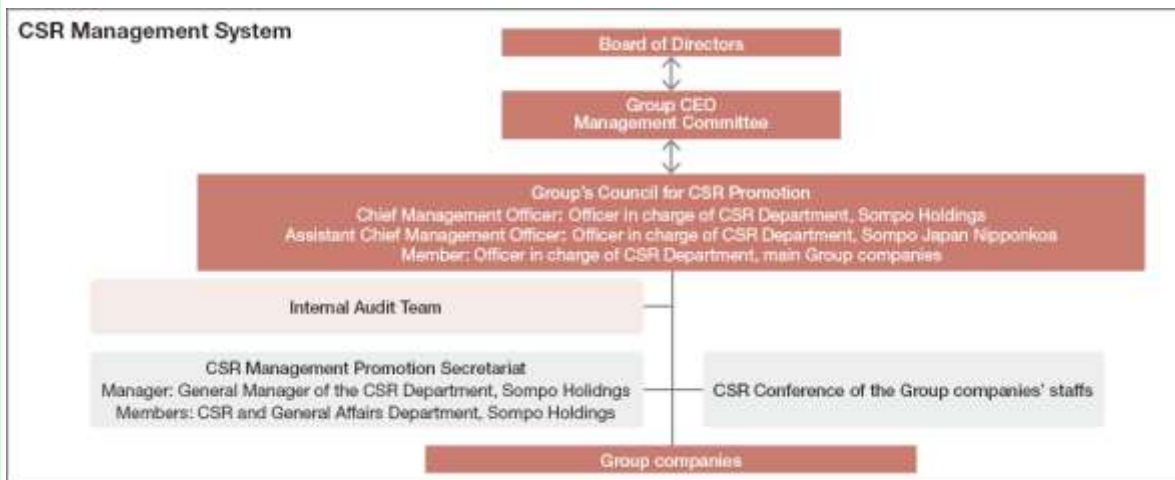 CSR Management System
Board of Directors
Group CEO
Management Committee
Group's Council for CSR Promotion
Chief Management Officer: Officer in charge of CSR Department, Sompo Holdings
Assistant Chief Management Officer: Officer in charge of CSR Department, Sompo Japan Nipponkoa
Member: Officer in charge of CSR Department, main Group companies
Internal Audit Team
CSR Management Promotion Secretariat
Manager: General Manager of the CSR Department, Sompo Holidngs
Members: CSR and General Affairs Department, Sompo Holdings
CSR Conference of the Group companies' staffs
Group companies